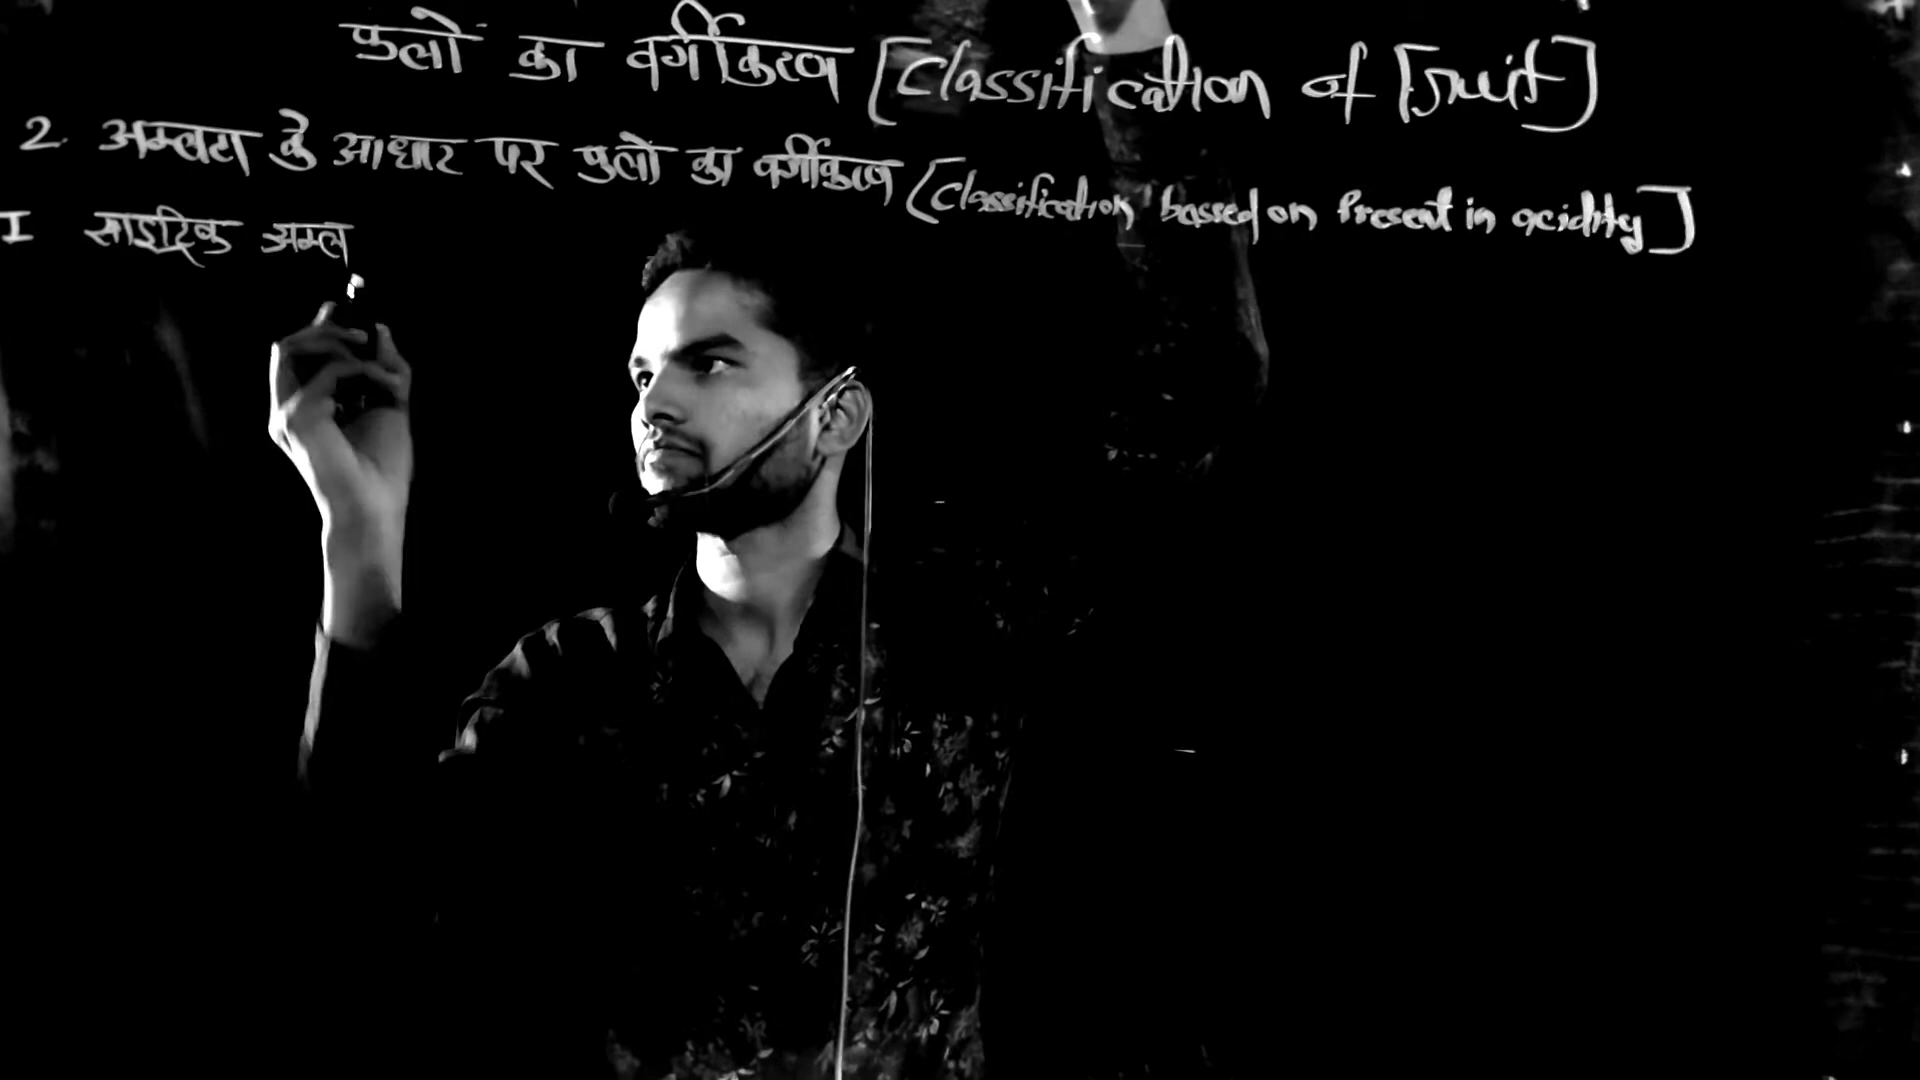 फलों का वर्गीकरण [Classification of Fruit]
2. अम्लता के आधार पर फलों का वर्गीकरण [Classification bassed on Present in acidity]
I साइट्रिक अम्ल